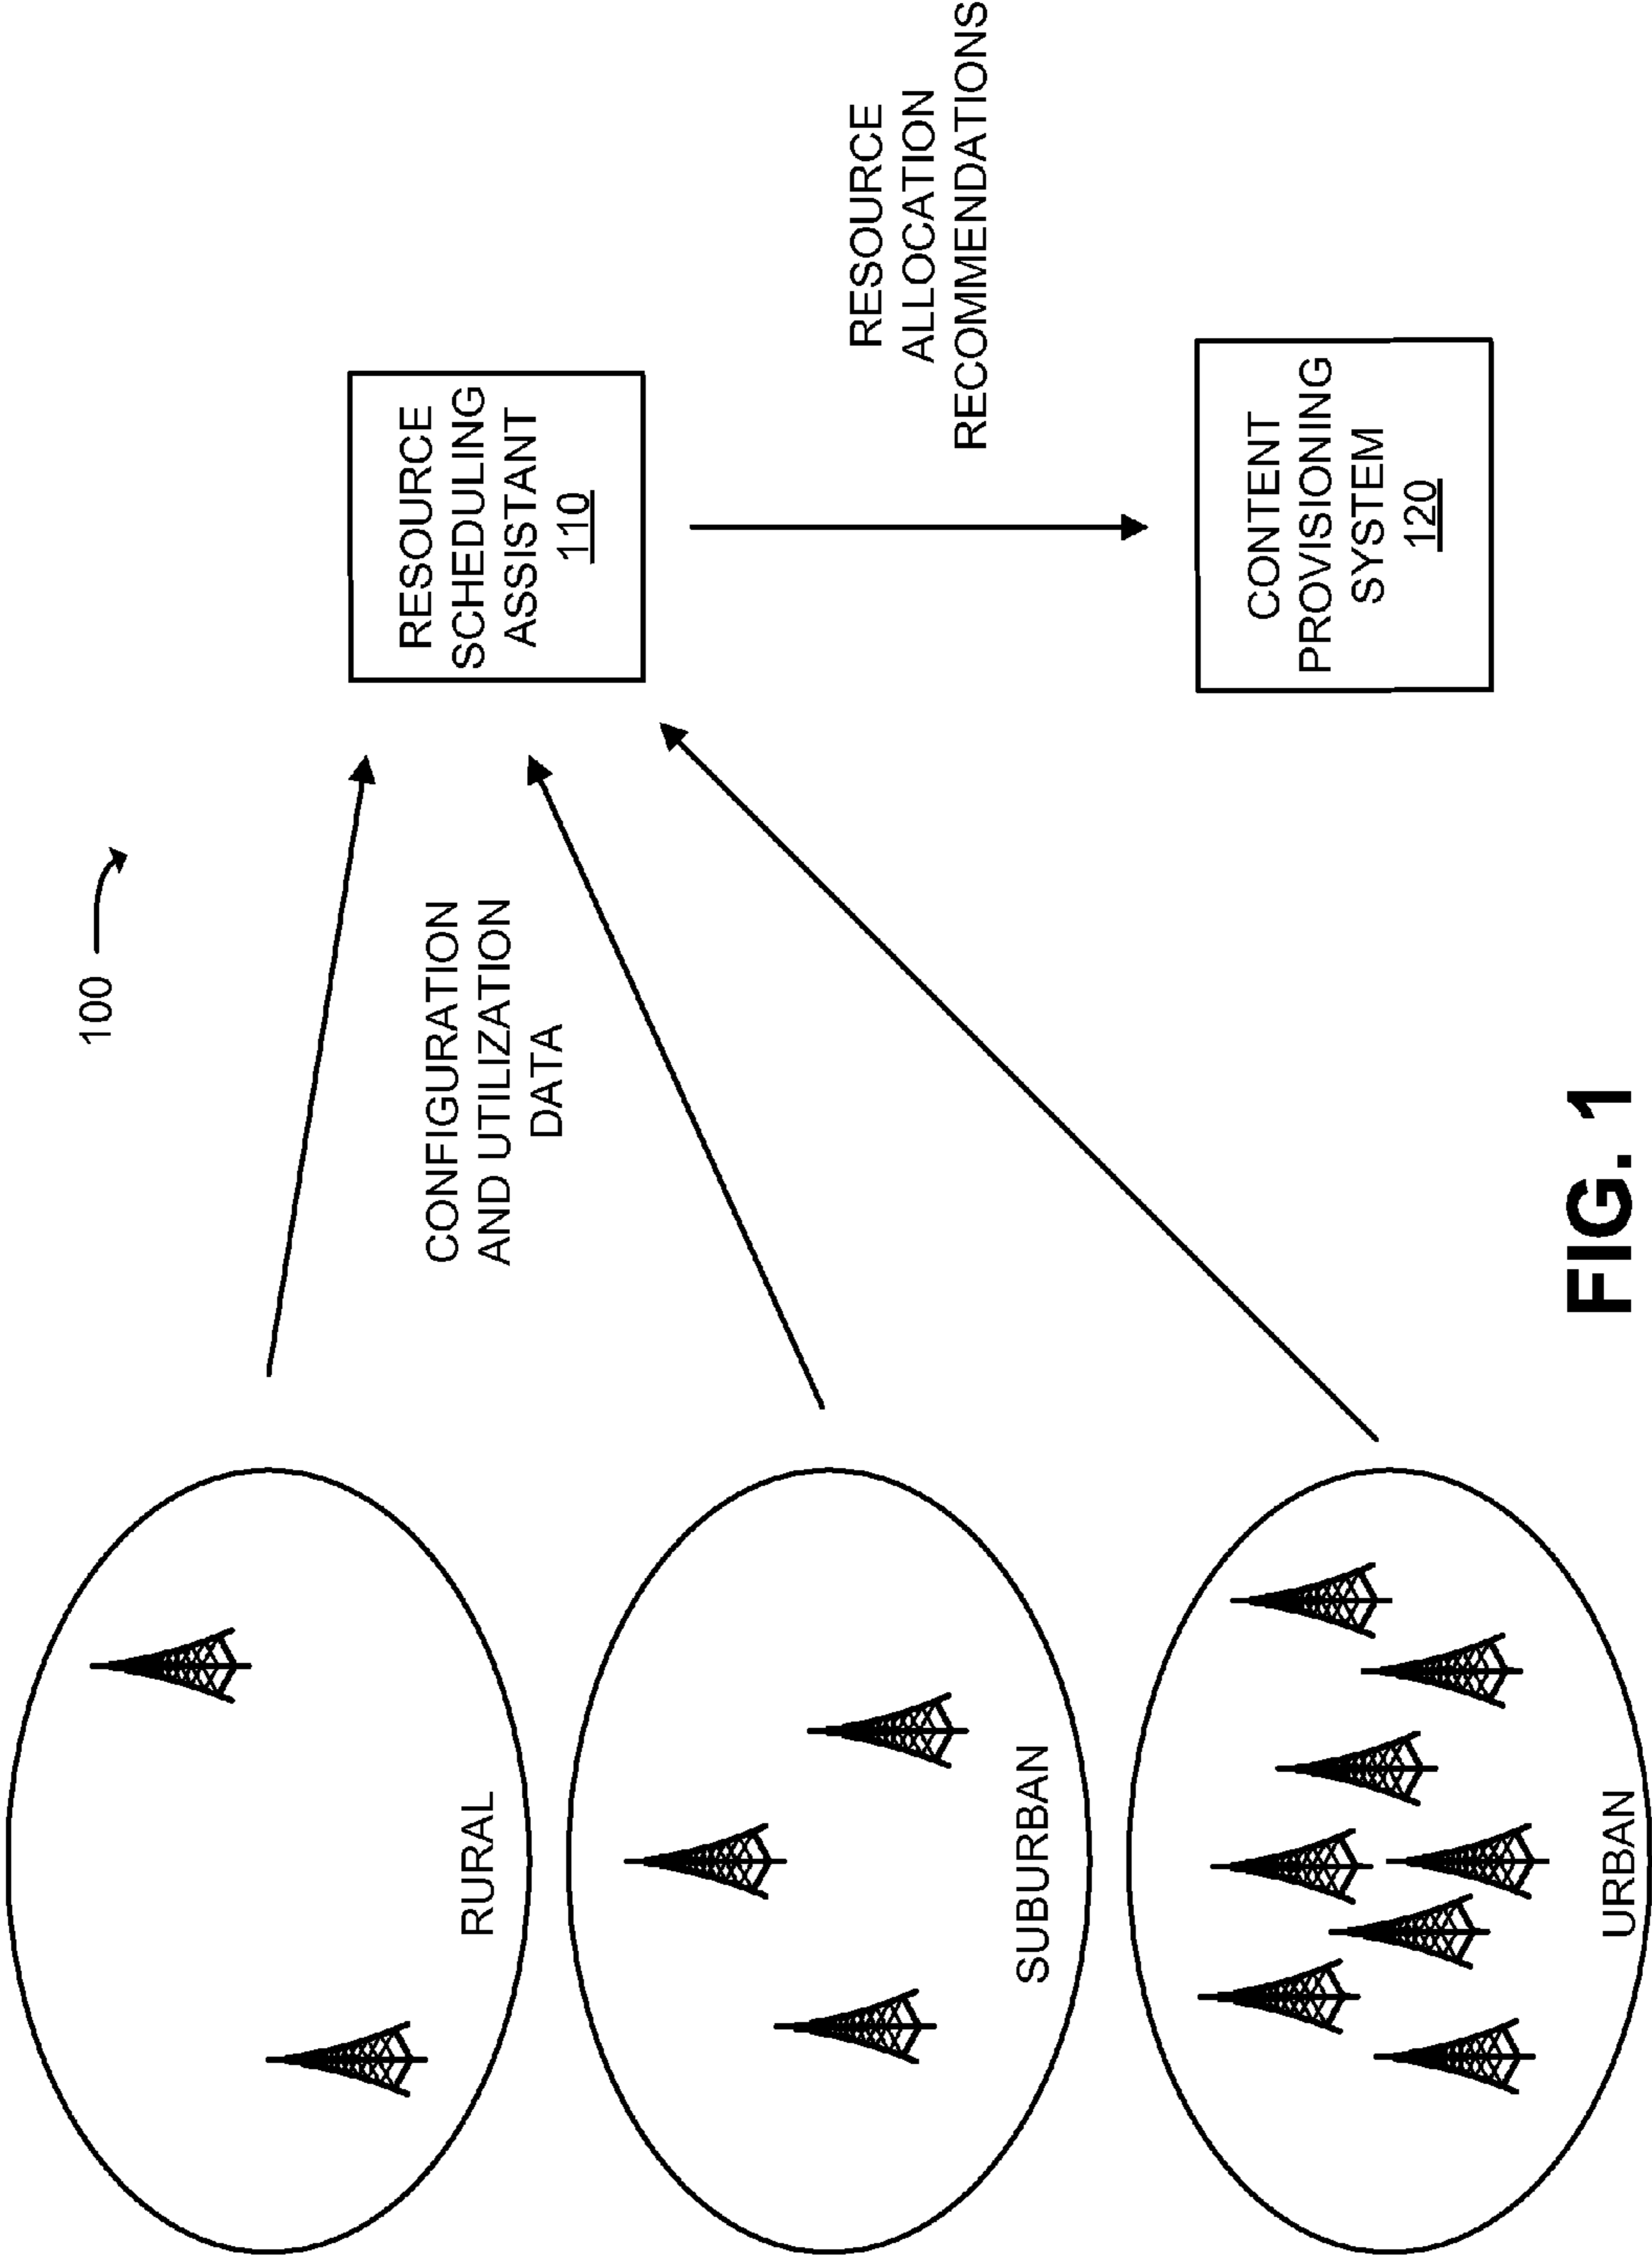 100
RURAL
CONFIGURATION
AND UTILIZATION
DATA
RESOURCE
SCHEDULING
ASSISTANT
110
SUBURBAN
RESOURCE
ALLOCATION
RECOMMENDATIONS
URBAN
CONTENT
PROVISIONING
SYSTEM
120
FIG. 1